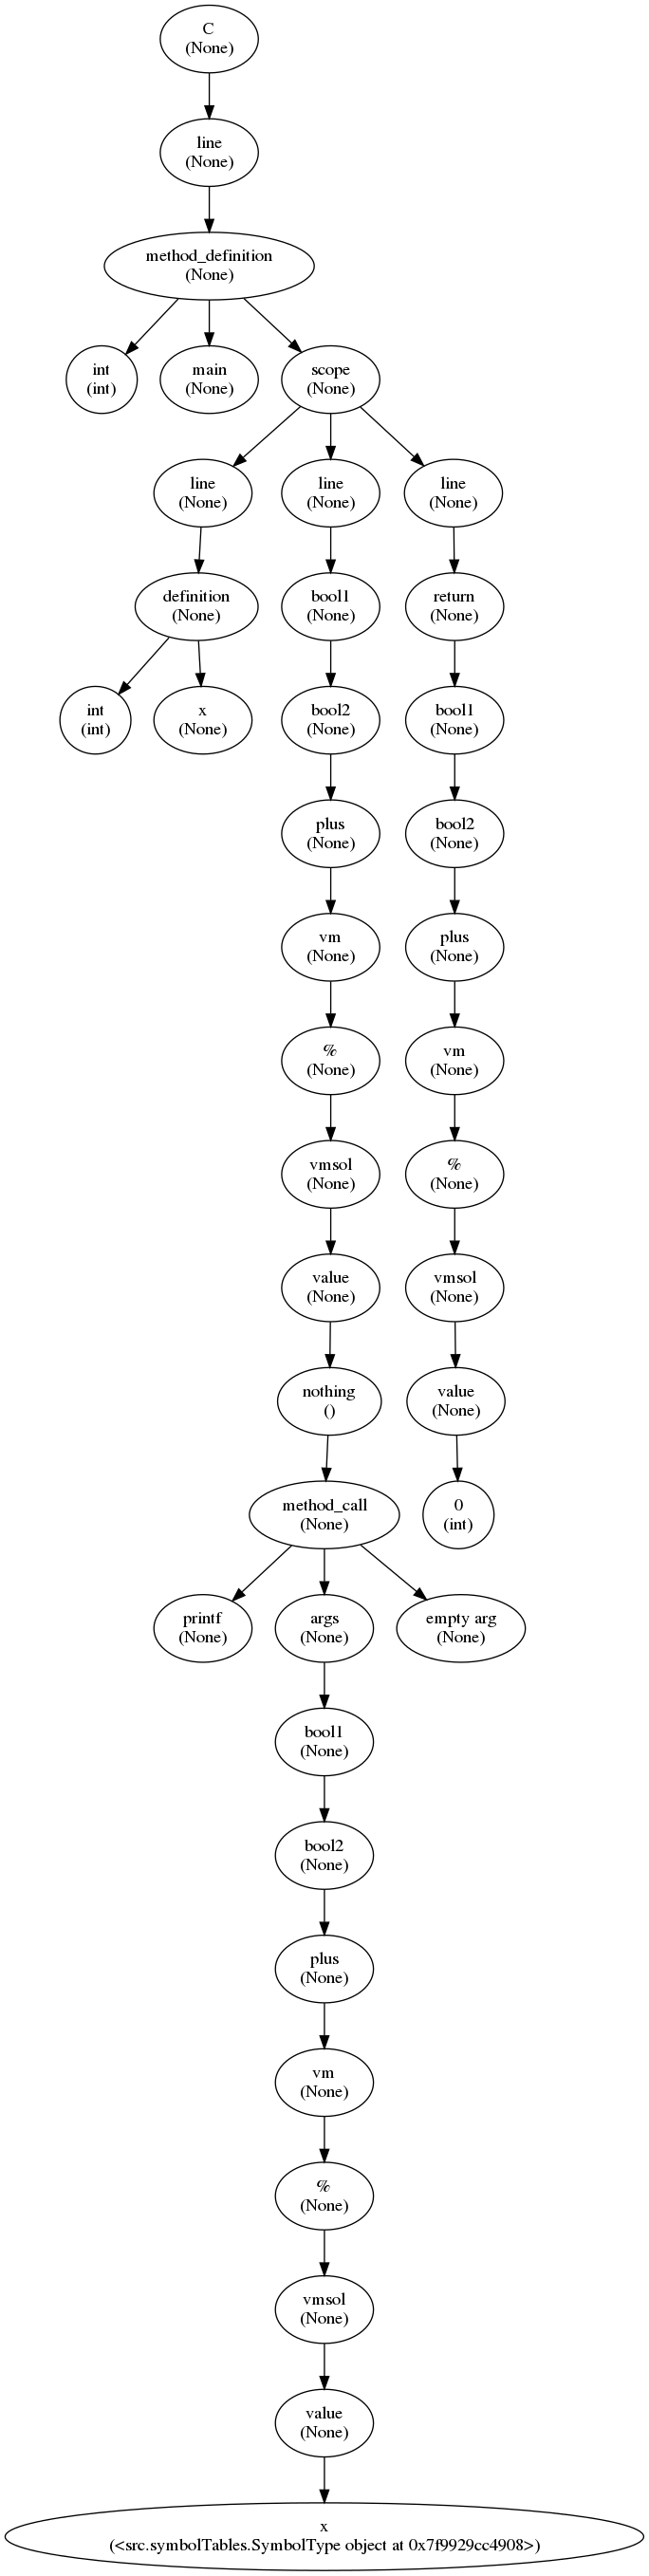 C
(None)
line
(None)
method_definition
(None)
int
(int)
main
(None)
scope
(None)
line
(None)
line
(None)
line
(None)
definition
(None)
bool1
(None)
return
(None)
int
(int)
x
(None)
bool2
(None)
bool1
(None)
plus
(None)
bool2
(None)
vm
(None)
plus
(None)
%
(None)
vm
(None)
vmsol
(None)
%
(None)
value
(None)
vmsol
(None)
nothing
()
value
(None)
method_call
(None)
0
(int)
printf
(None)
args
(None)
empty arg
(None)
bool1
(None)
bool2
(None)
plus
(None)
vm
(None)
%
(None)
vmsol
(None)
value
(None)
x
(<src.symbolTables.SymbolType object at 0x7f9929cc4908>)